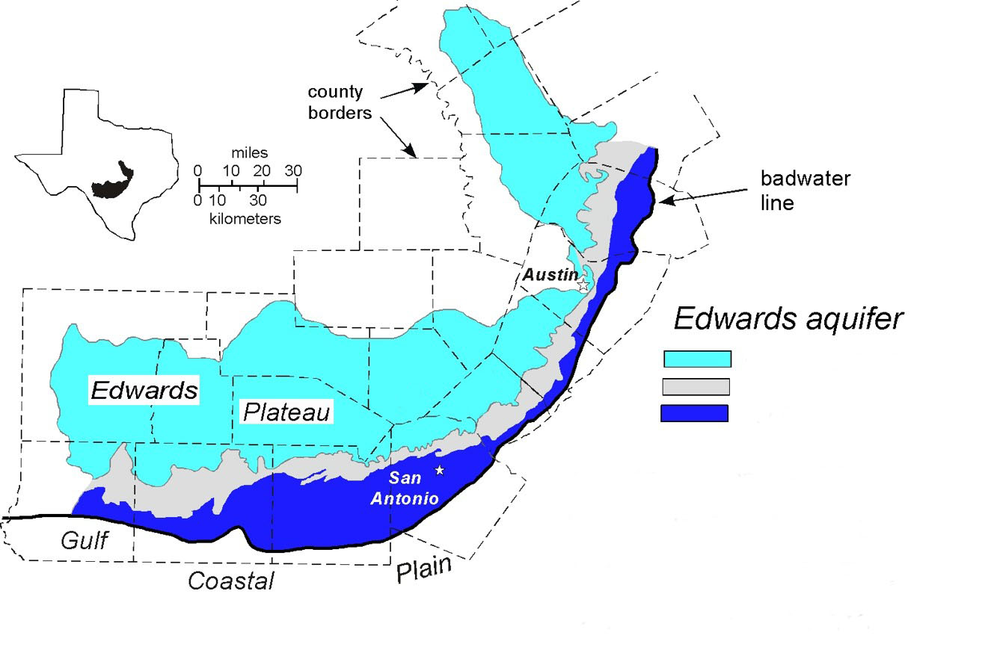 county
borders
miles
0 10 20 30
0 10 30
kilometers
badwater
line
Austin
Edwards aquifer
Edwards
Plateau
San
Antonio
Gulf
Coastal
Plain